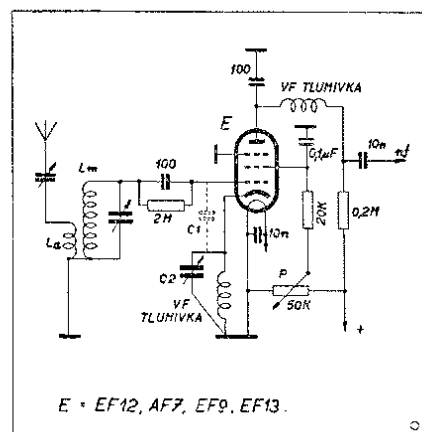 100
VF TLUMIVKA
E
10n
nf
0,1µF
Lm
100
2M
20K
0,2M
La
C1
10n
C2
P
50K
VF
TLUMIVKA
+
E = EF12, AF7, EF9, EF13.